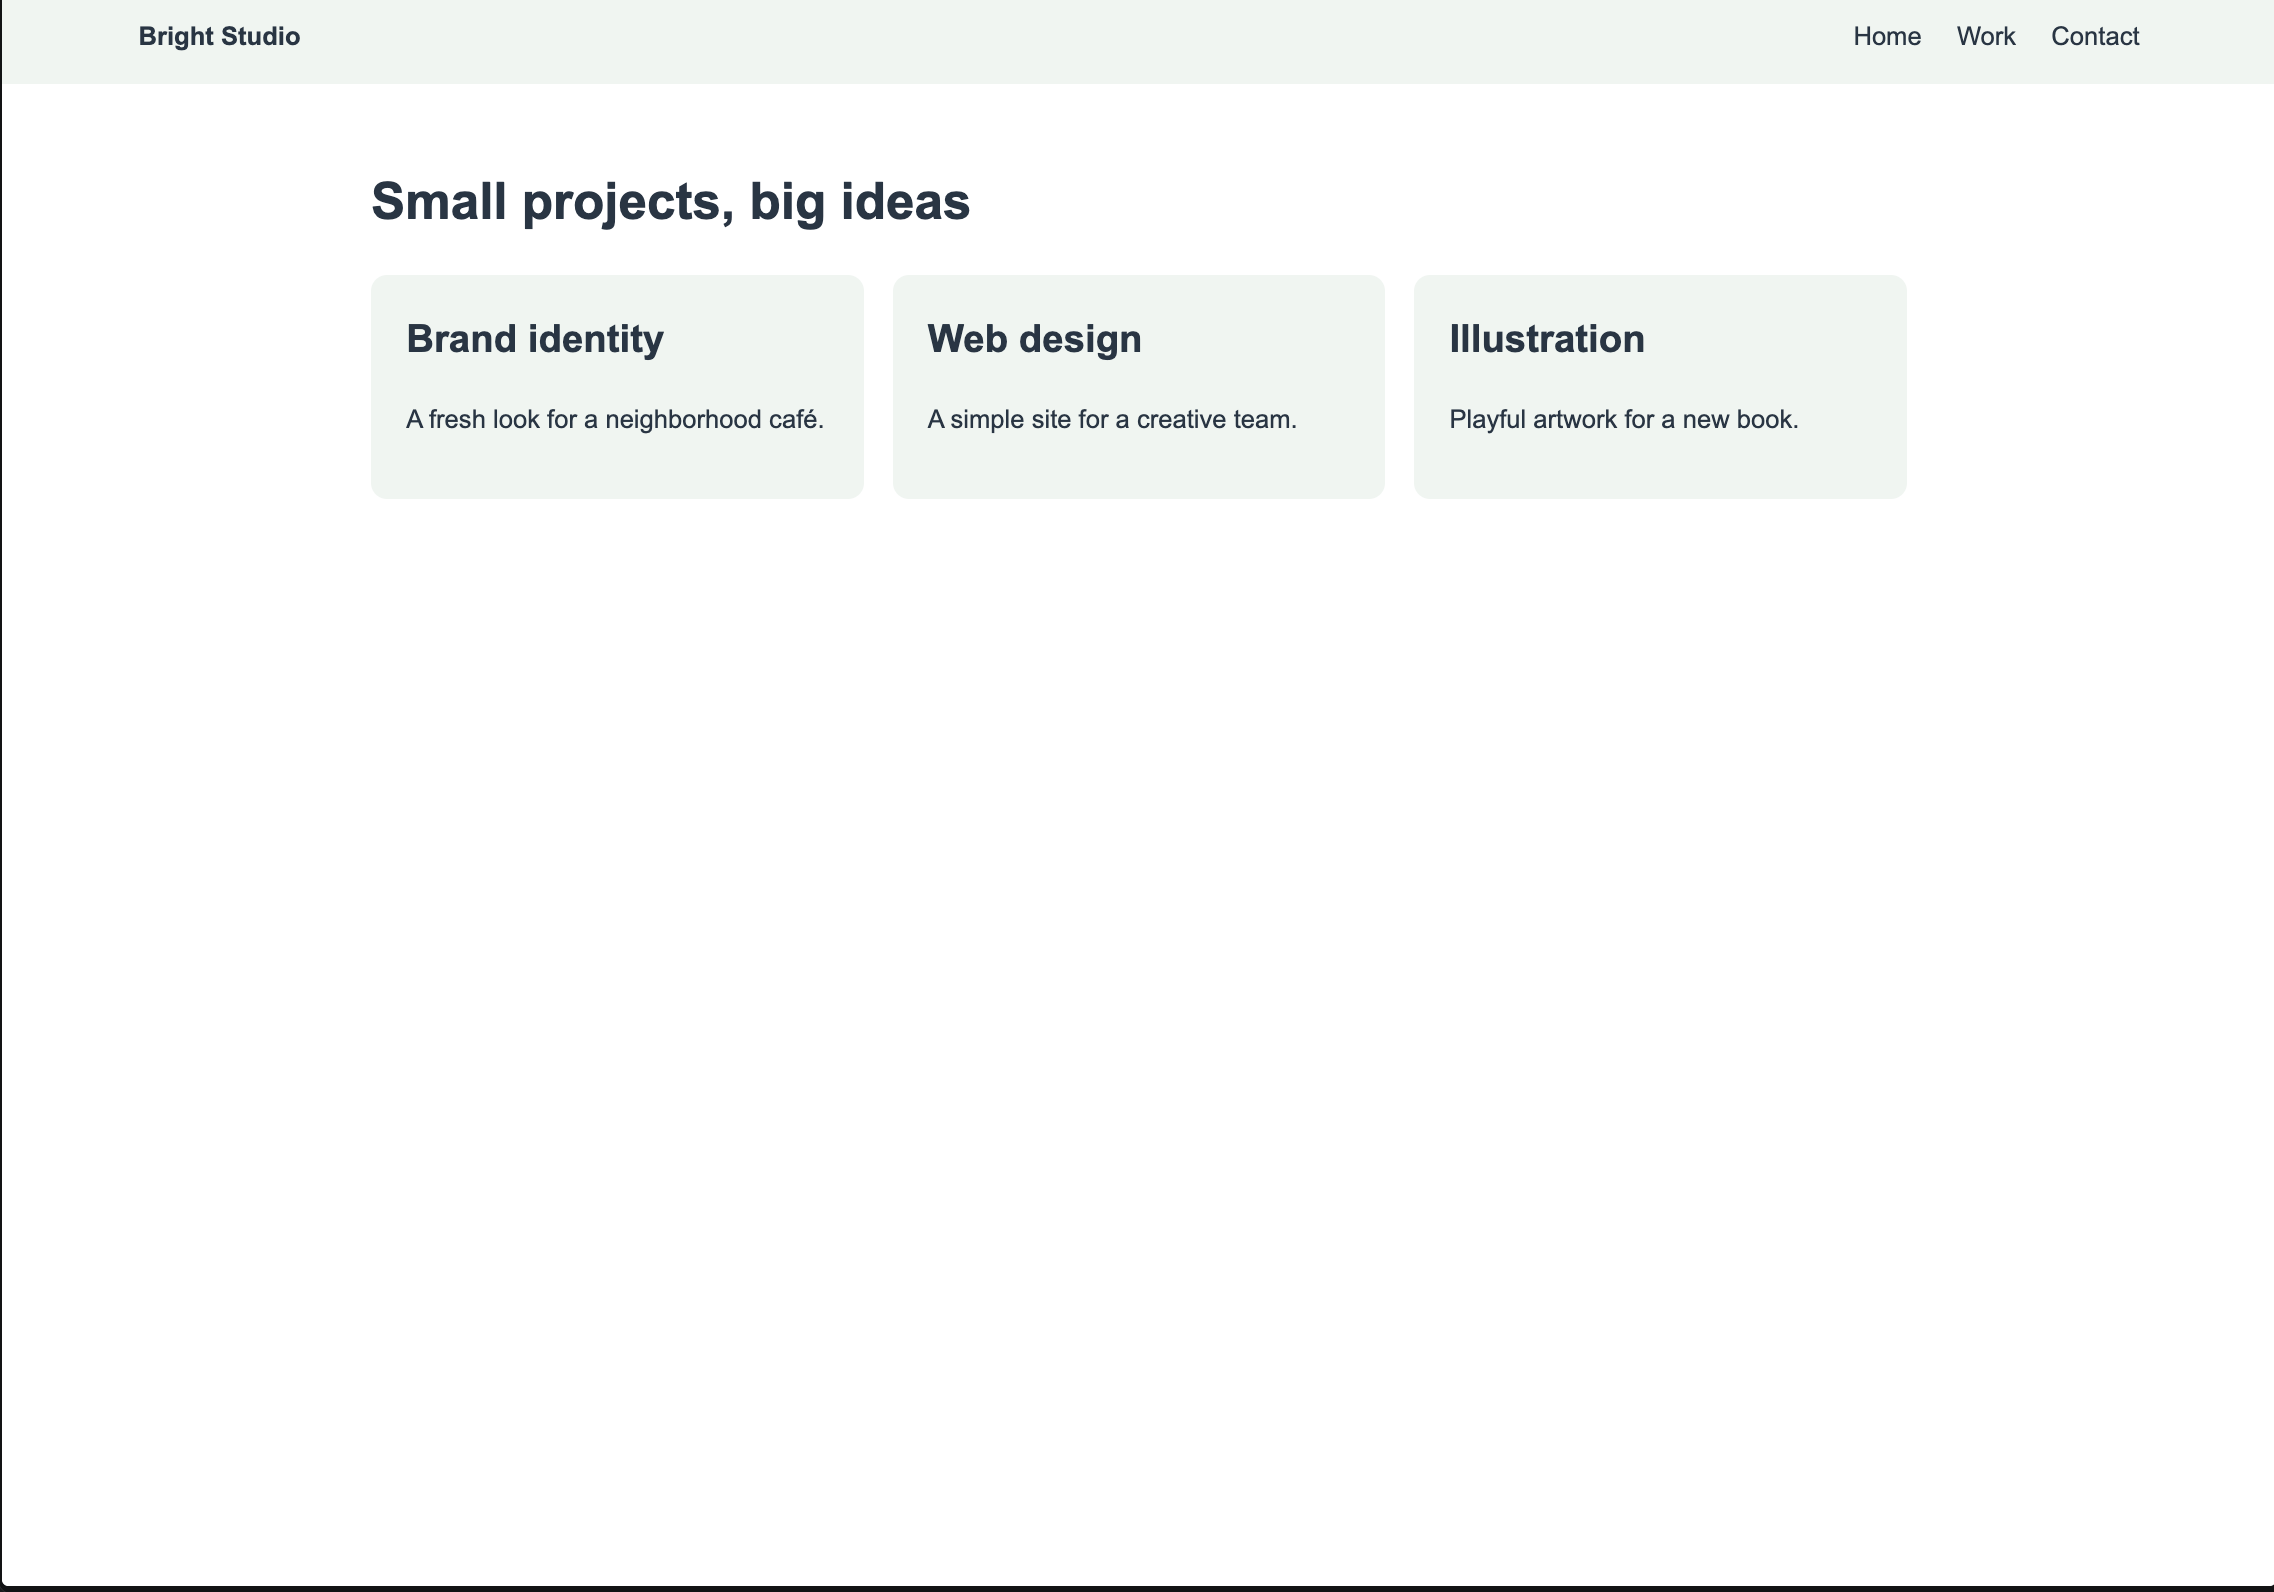 Bright Studio
Home Work Contact
Small projects, big ideas
Brand identity
A fresh look for a neighborhood café.
Web design
A simple site for a creative team.
Illustration
Playful artwork for a new book.